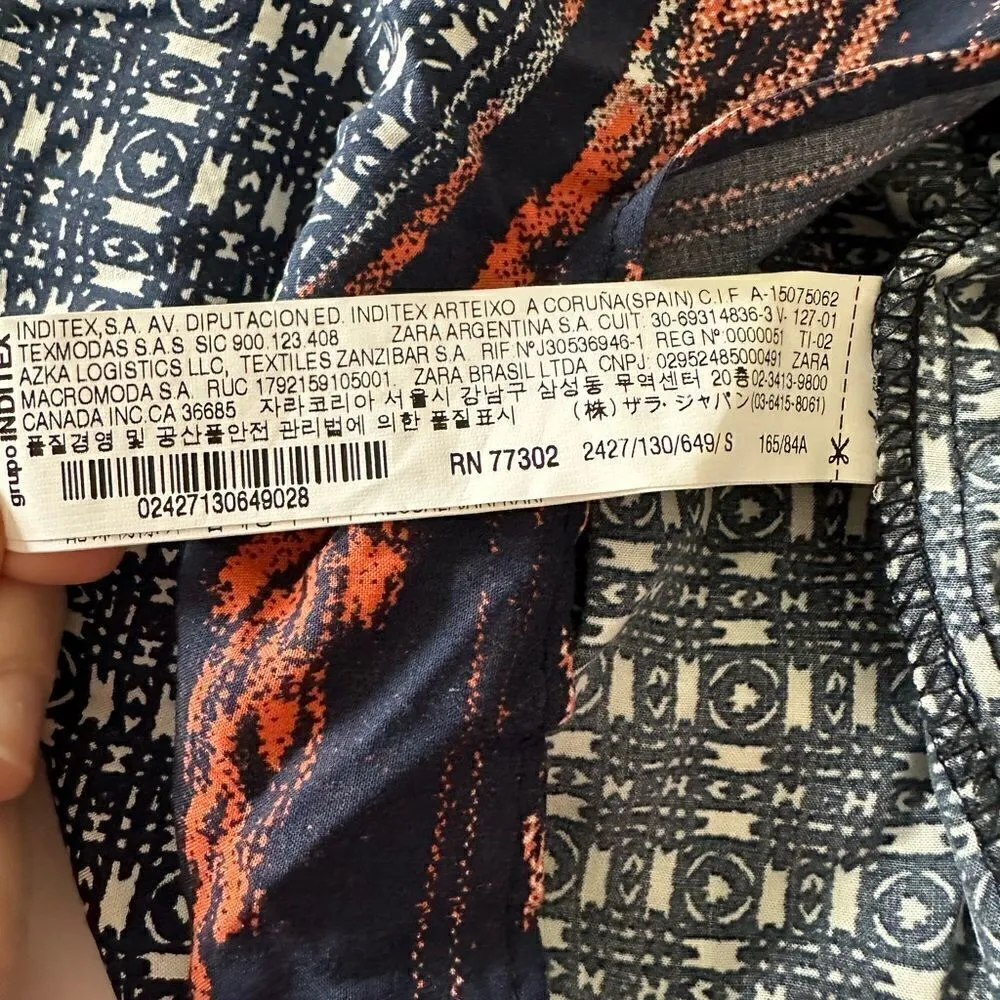 grupo INDITEX
INDITEX, S.A. AV. DIPUTACION ED. INDITEX ARTEIXO A CORUÑA(SPAIN) C.I.F A-15075062
TEXMODAS S.A.S SIC 900.123.408 ZARA ARGENTINA S.A. CUIT. 30-69314836-3 V- 127-01
AZKA LOGISTICS LLC, TEXTILES ZANZIBAR S.A. RIF NºJ30536946-1 REG Nº 0000051 TI-02
MACROMODA S.A. RUC 1792159105001 ZARA BRASIL LTDA, CNPJ: 02952485000491 ZARA
CANADA INC.CA 36685 자라코리아 서울시 강남구 삼성동 무역센터 20층02-3413-9800
품질경영 및 공산품안전 관리법에 의한 품질표시 (株) ザラ・ジャパン(03-6415-8061)
RN 77302 2427/130/649/S 165/84A
02427130649028